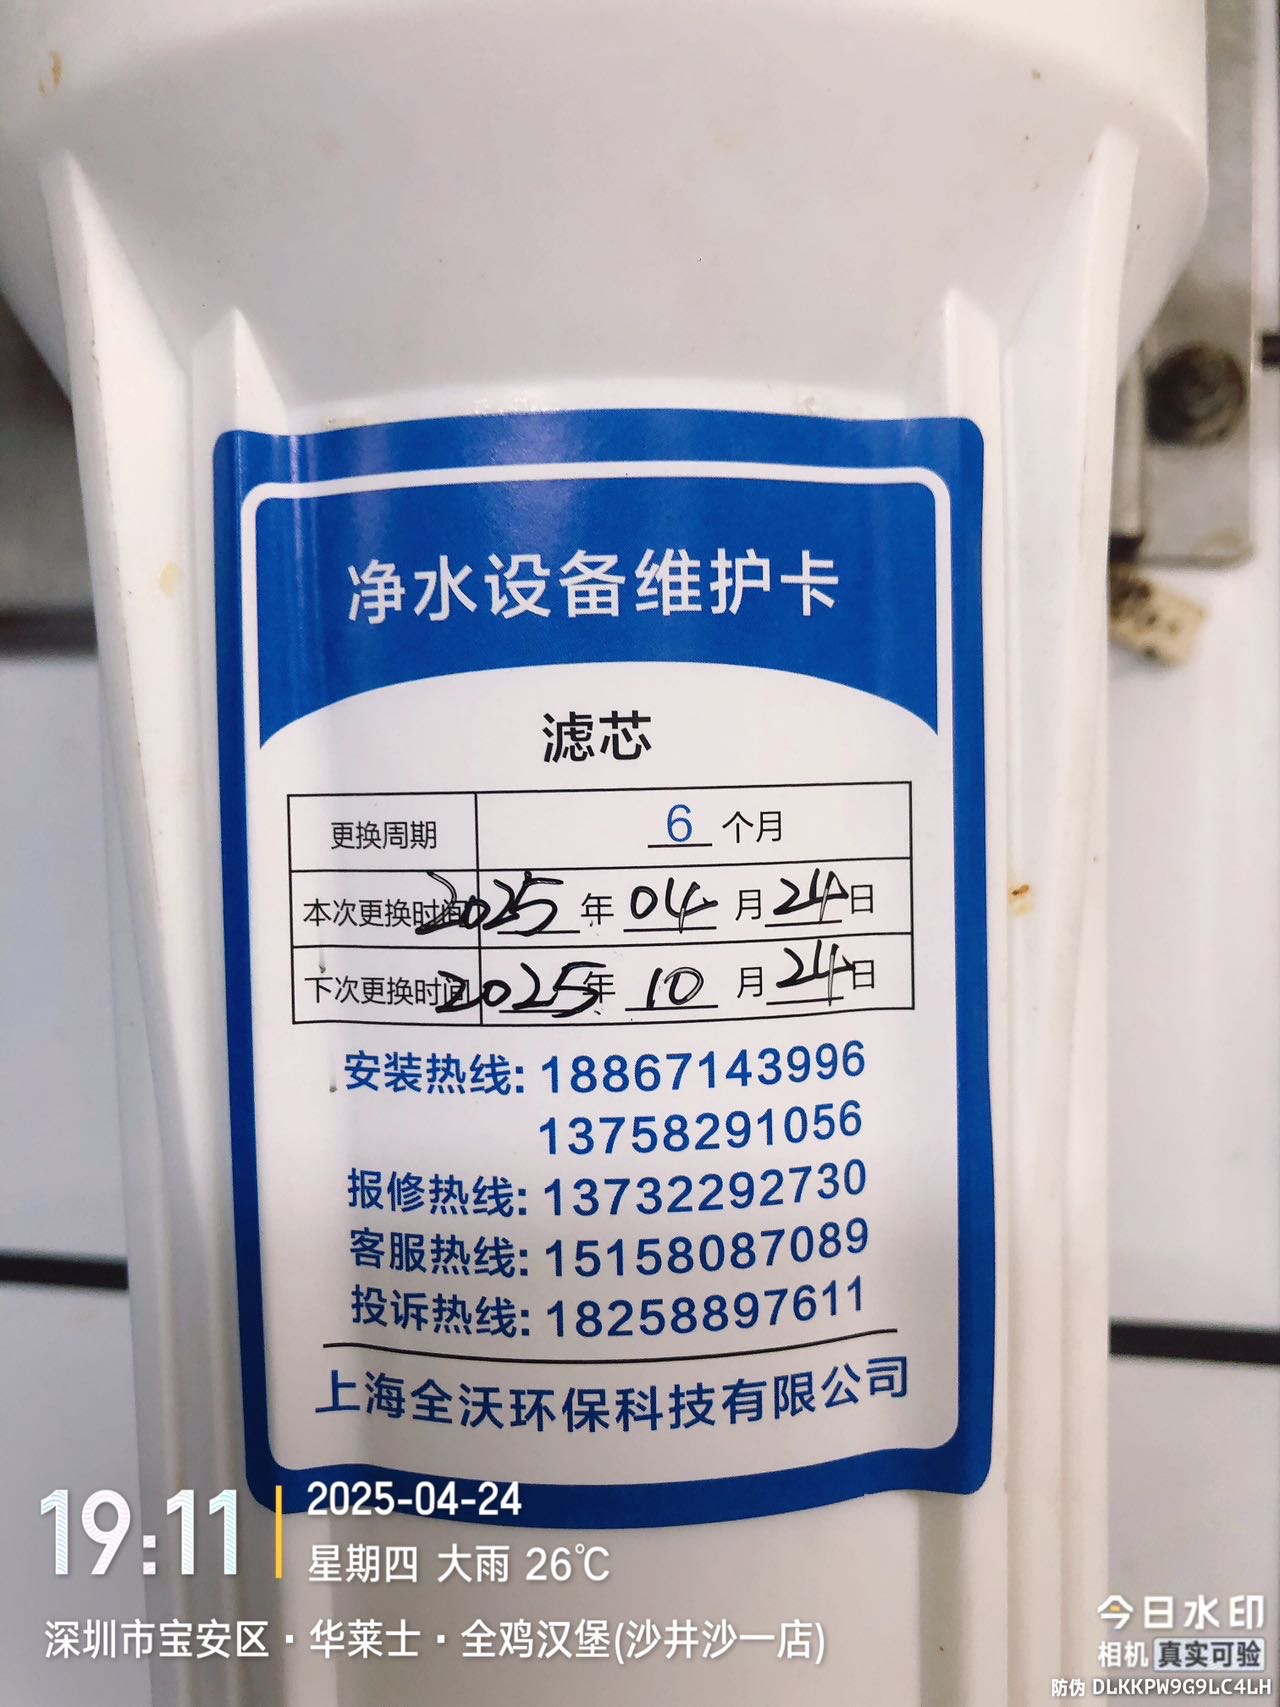 净水设备维护卡
滤芯
更换周期 6 个月
本次更换时间 2025 年 04 月 24 日
下次更换时间 2025 年 10 月 24 日
安装热线: 18867143996
13758291056
报修热线: 13732292730
客服热线: 15158087089
投诉热线: 18258897611
上海全沃环保科技有限公司
19:11
2025-04-24
星期四 大雨 26℃
深圳市宝安区·华莱士·全鸡汉堡(沙井沙一店)
今日水印
相机 真实可验
防伪 DLKKPW9G9LC4LH